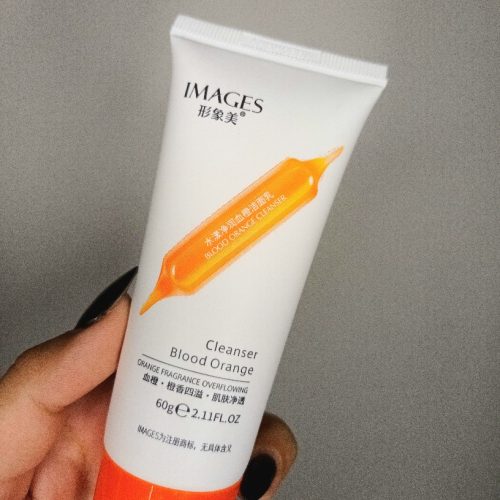 IMAGES
形象美®
水漾净润血橙洁面乳
BLOOD ORANGE CLEANSER
Cleanser
Blood Orange
ORANGE FRAGRANCE OVERFLOWING
血橙·橙香四溢·肌肤净透
60g℮2.11FL.OZ
IMAGES为注册商标，无具体含义